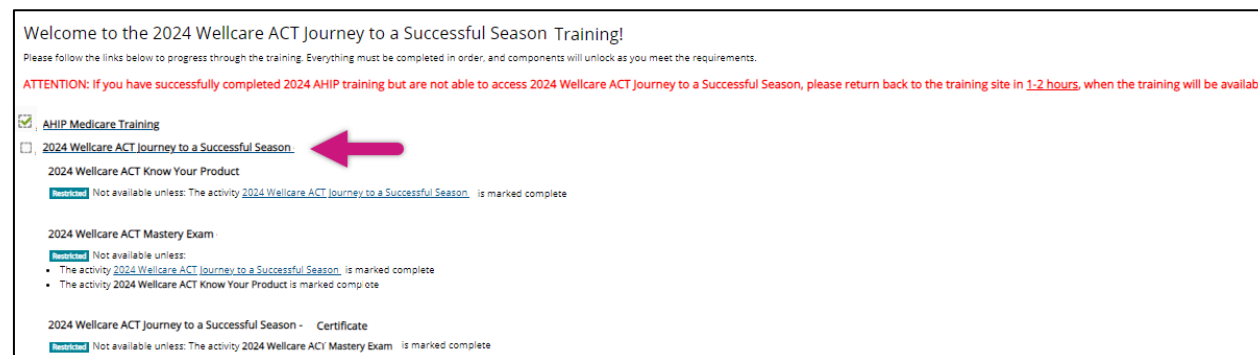 Welcome to the 2024 Wellcare ACT Journey to a Successful Season Training!
Please follow the links below to progress through the training. Everything must be completed in order, and components will unlock as you meet the requirements.
ATTENTION: If you have successfully completed 2024 AHIP training but are not able to access 2024 Wellcare ACT Journey to a Successful Season, please return back to the training site in 1-2 hours, when the training will be availab
AHIP Medicare Training
2024 Wellcare ACT Journey to a Successful Season
2024 Wellcare ACT Know Your Product
Restricted Not available unless: The activity 2024 Wellcare ACT Journey to a Successful Season is marked complete
2024 Wellcare ACT Mastery Exam
Restricted Not available unless:
• The activity 2024 Wellcare ACT Journey to a Successful Season is marked complete
• The activity 2024 Wellcare ACT Know Your Product is marked complete
2024 Wellcare ACT Journey to a Successful Season - Certificate
Restricted Not available unless: The activity 2024 Wellcare ACT Mastery Exam is marked complete